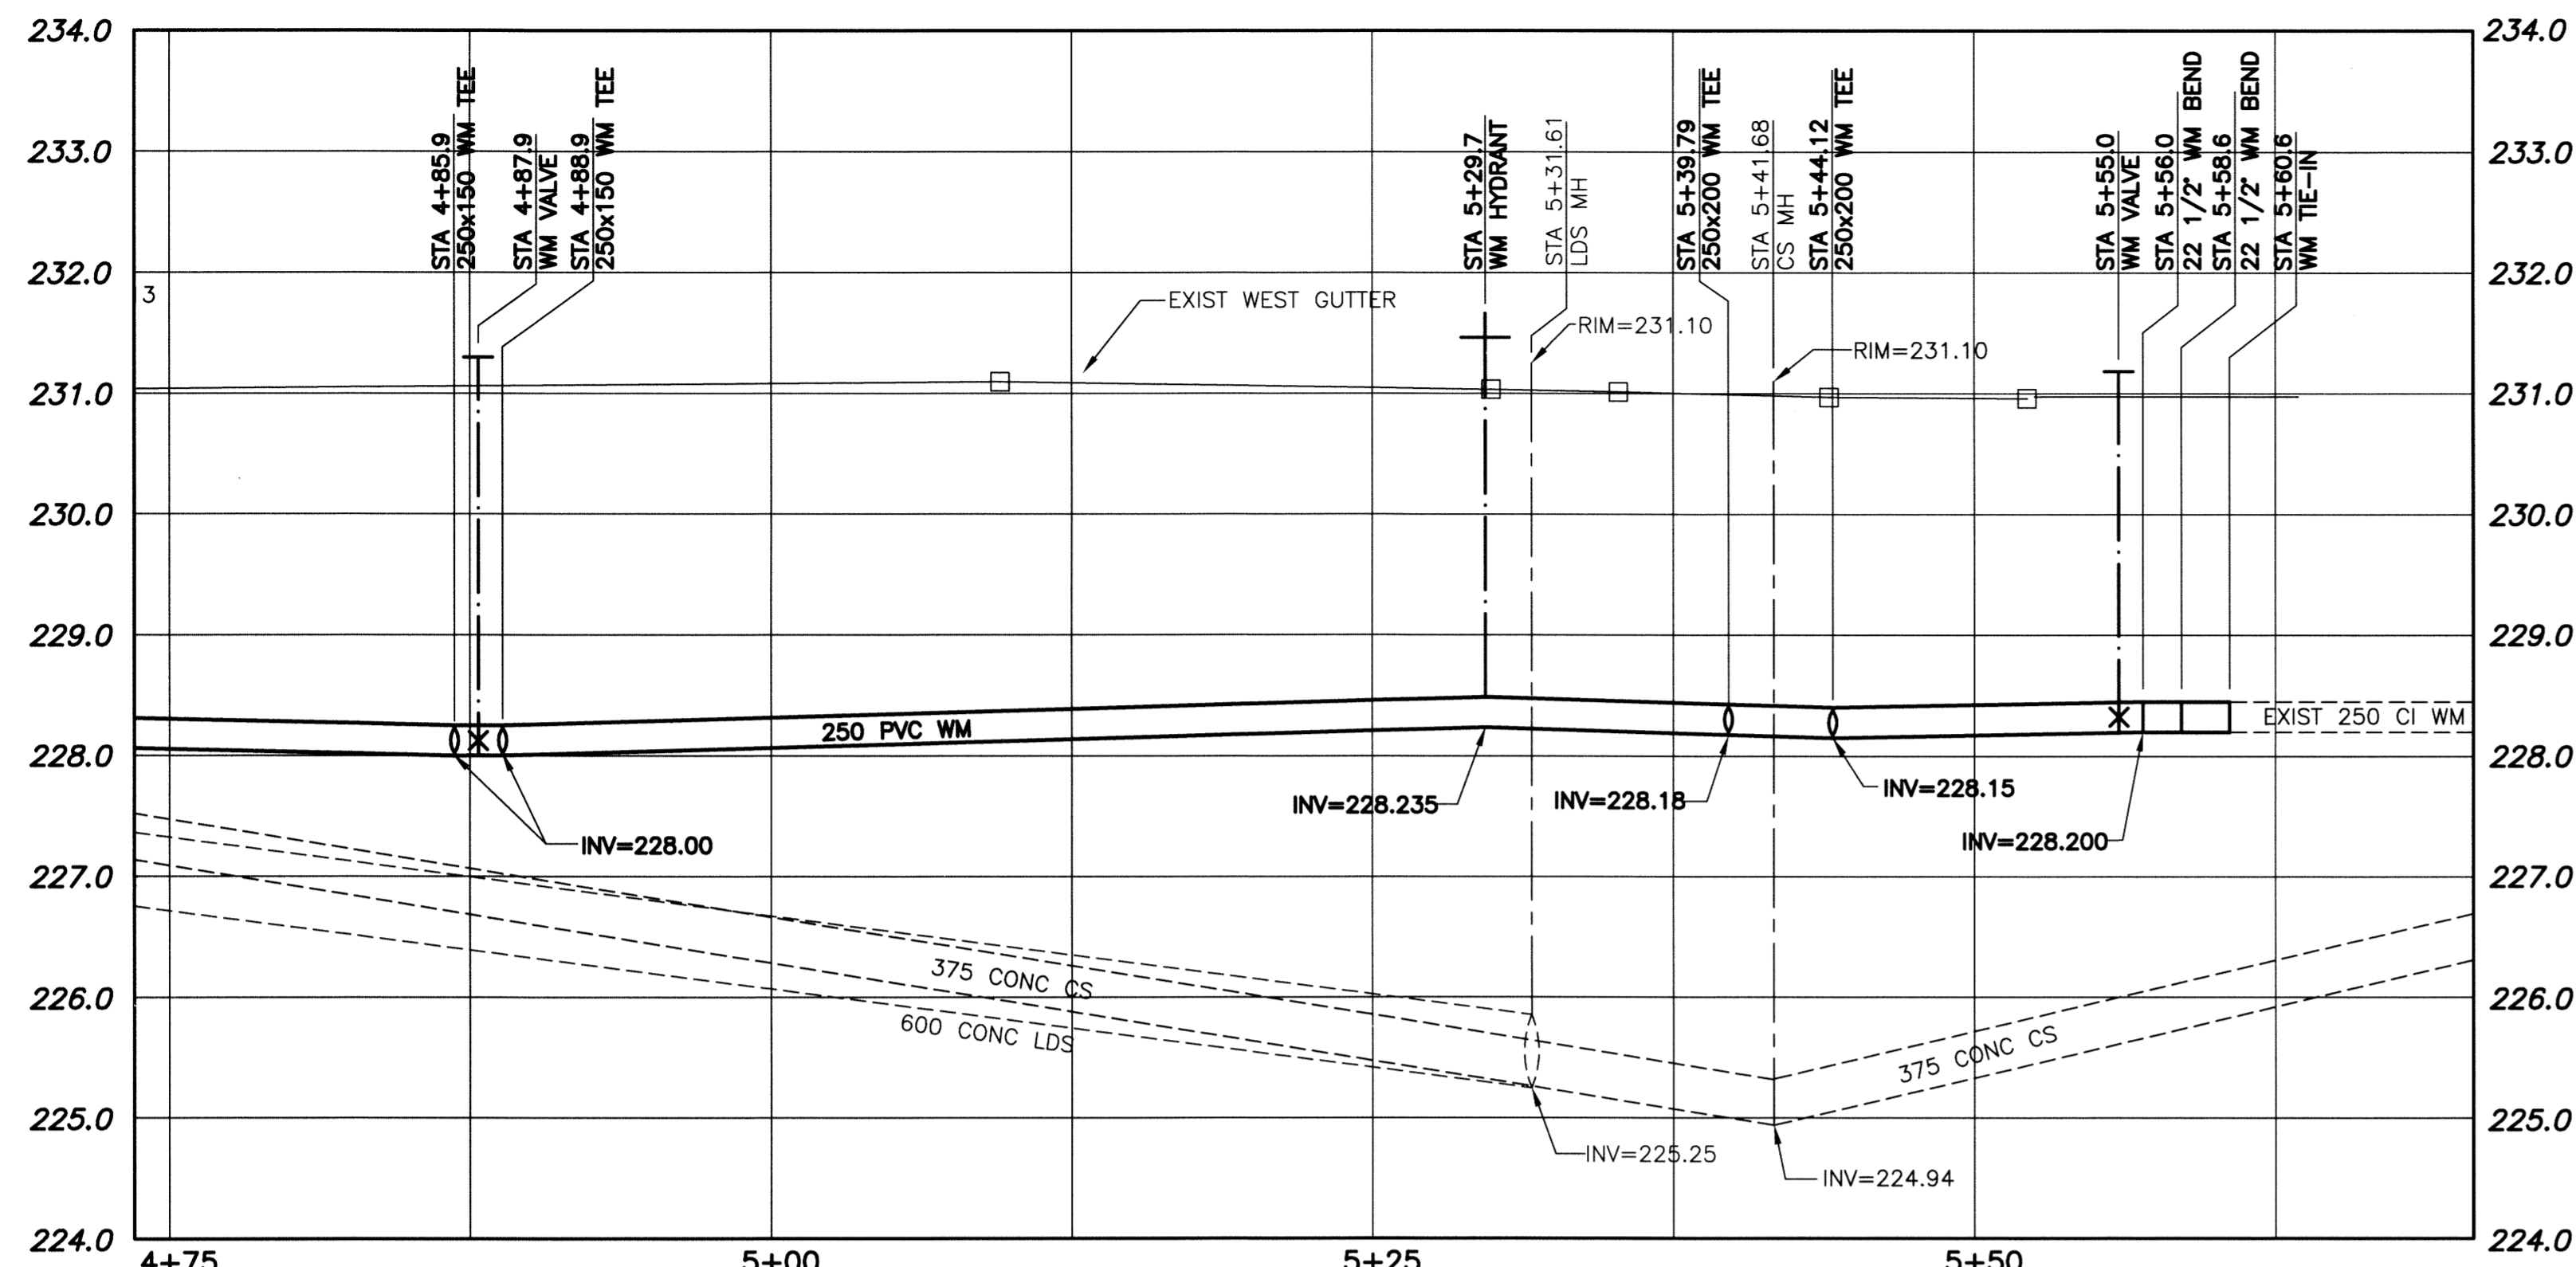 234.0
234.0
STA 4+85.9
250x150 WM TEE
STA 4+87.9
WM VALVE
STA 4+88.9
250x150 WM TEE
STA 5+29.7
WM HYDRANT
STA 5+31.61
LDS MH
STA 5+39.79
250x200 WM TEE
STA 5+41.68
CS MH
STA 5+44.12
250x200 WM TEE
STA 5+55.0
WM VALVE
STA 5+56.0
22 1/2° WM BEND
STA 5+58.6
22 1/2° WM BEND
STA 5+60.6
WM TIE-IN
233.0
233.0
232.0
232.0
3
EXIST WEST GUTTER
RIM=231.10
RIM=231.10
231.0
231.0
230.0
230.0
229.0
229.0
250 PVC WM
EXIST 250 CI WM
228.0
228.0
INV=228.00
INV=228.235
INV=228.18
INV=228.15
INV=228.200
227.0
227.0
375 CONC CS
226.0
226.0
600 CONC LDS
375 CONC CS
225.0
225.0
INV=225.25
INV=224.94
224.0
224.0
4+75
5+00
5+25
5+50